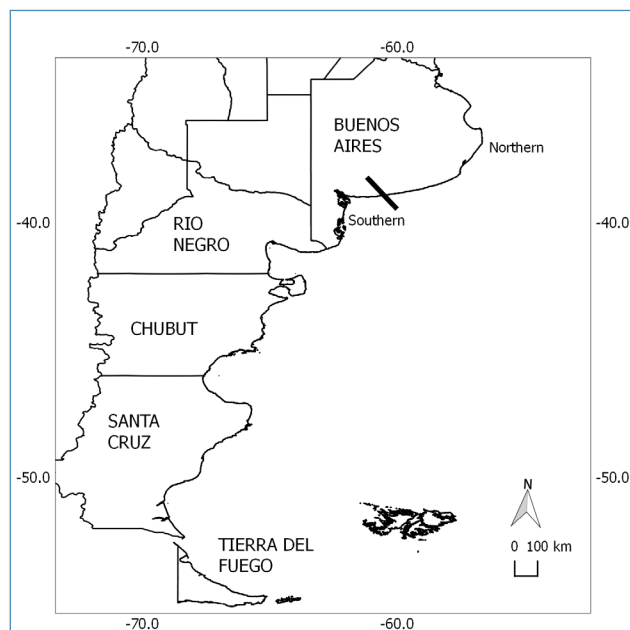 -70.0
-60.0
BUENOS
AIRES
Northern
-40.0
RIO
NEGRO
Southern
-40.0
CHUBUT
SANTA
CRUZ
-50.0
-50.0
N
0 100 km
TIERRA DEL
FUEGO
-70.0
-60.0